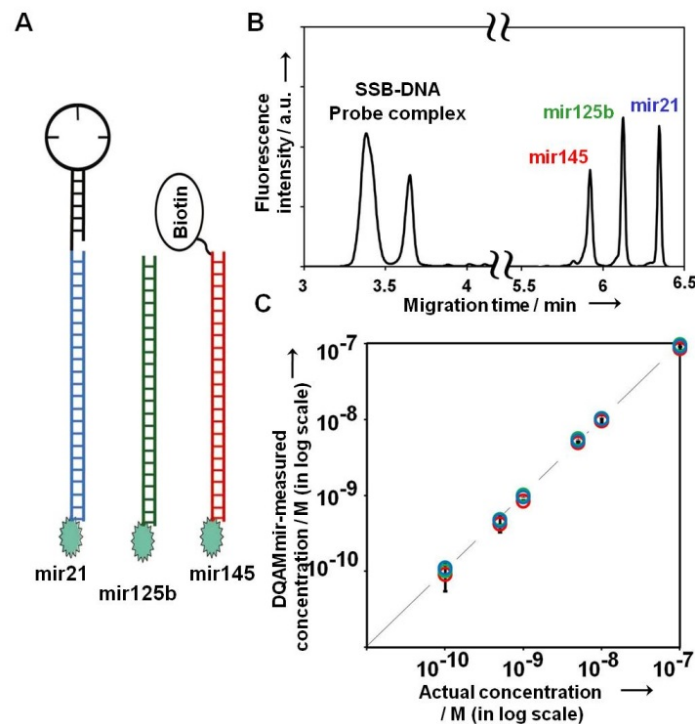 A
Biotin
mir21
mir125b
mir145
B
Fluorescence
intensity / a.u.
SSB-DNA
Probe complex
mir145
mir125b
mir21
3
3.5
4
5.5
6
6.5
Migration time / min
C
DQAMmir-measured
concentration / M (in log scale)
10-7
10-8
10-9
10-10
10-10
10-9
10-8
10-7
Actual concentration
/ M (in log scale)